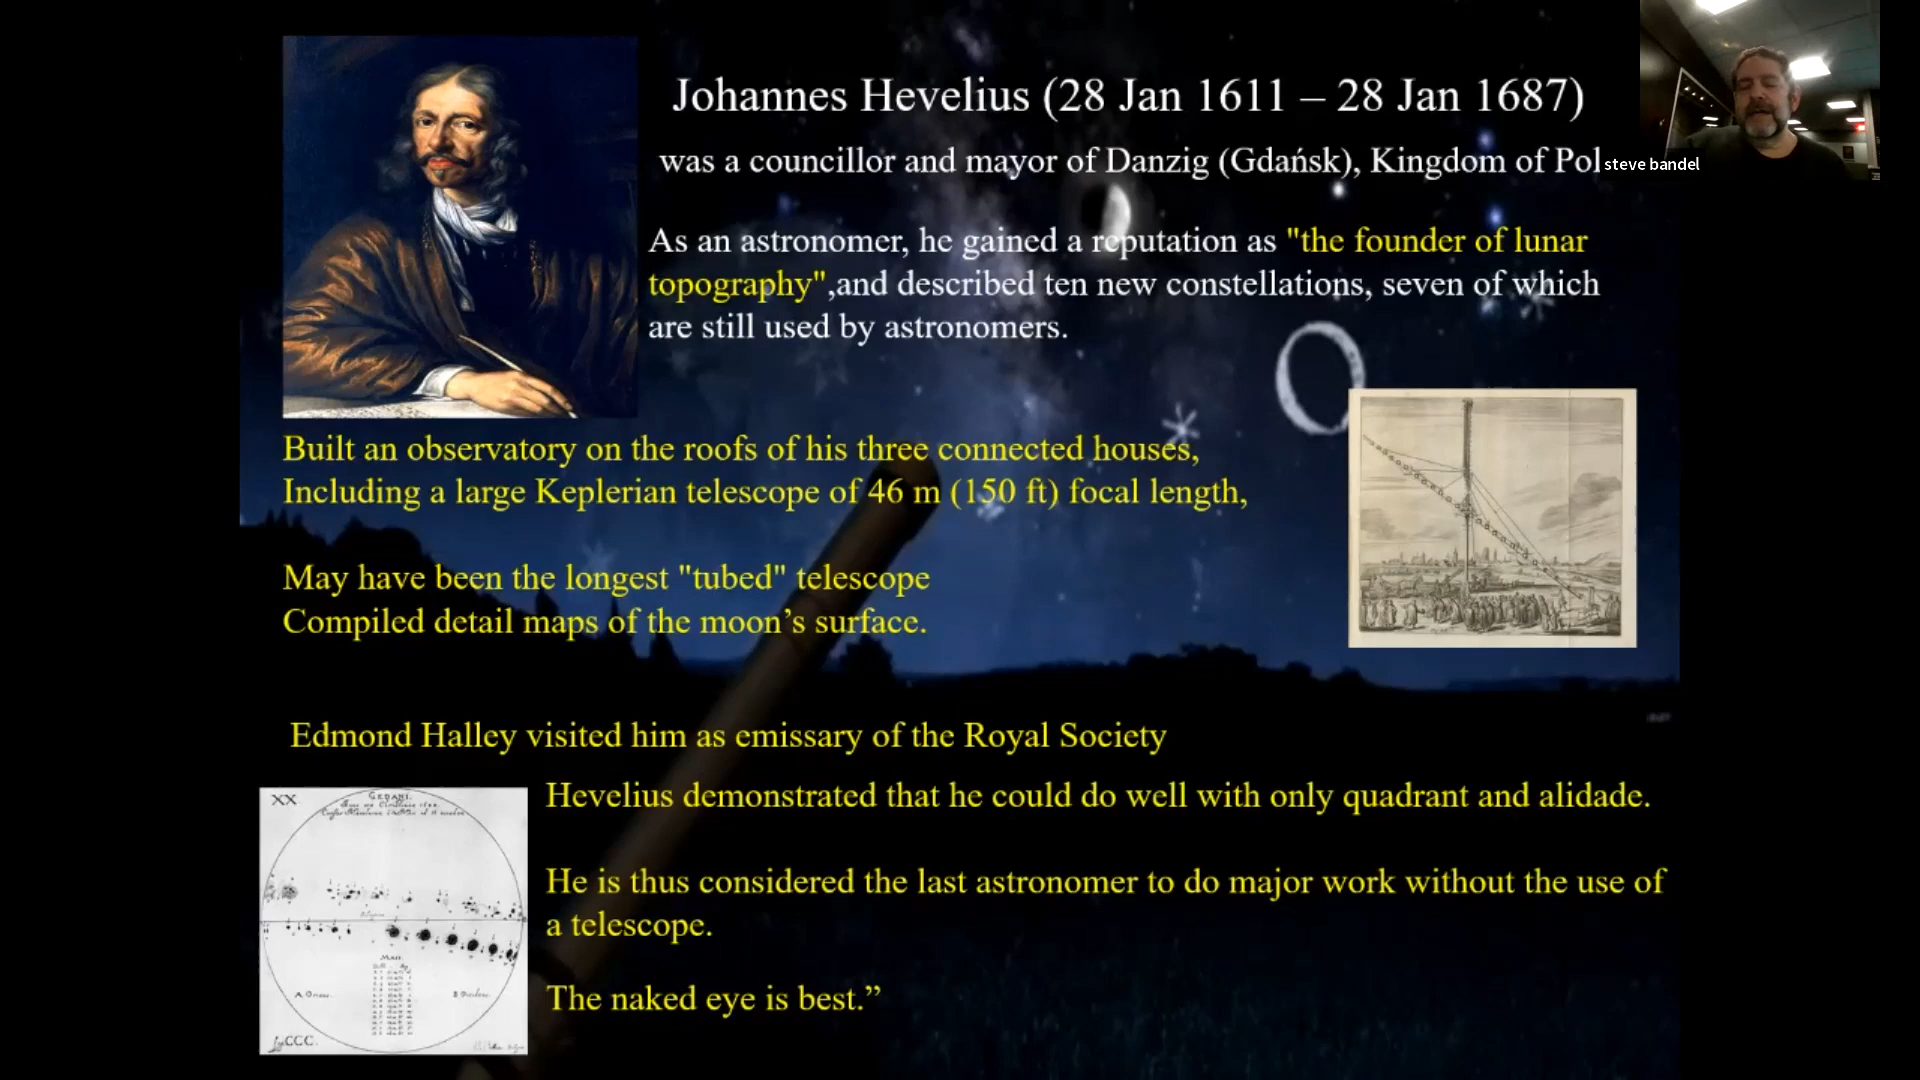 Johannes Hevelius (28 Jan 1611 – 28 Jan 1687)
was a councillor and mayor of Danzig (Gdańsk), Kingdom of Pol
steve bandel
As an astronomer, he gained a reputation as "the founder of lunar
topography",and described ten new constellations, seven of which
are still used by astronomers.
Built an observatory on the roofs of his three connected houses,
Including a large Keplerian telescope of 46 m (150 ft) focal length,
May have been the longest "tubed" telescope
Compiled detail maps of the moon’s surface.
Edmond Halley visited him as emissary of the Royal Society
Hevelius demonstrated that he could do well with only quadrant and alidade.
He is thus considered the last astronomer to do major work without the use of
a telescope.
The naked eye is best.”
XX
GEDANI.
MAII.
CCC.